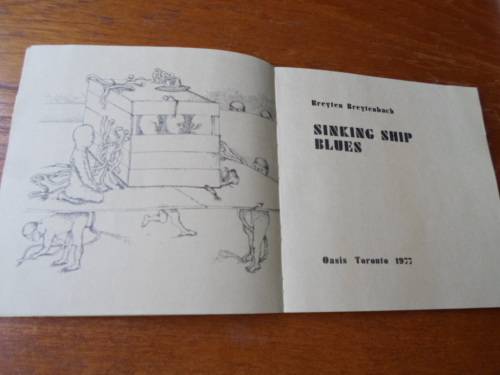 Breyten Breytenbach
SINKING SHIP
BLUES
Oasis Toronto 1977